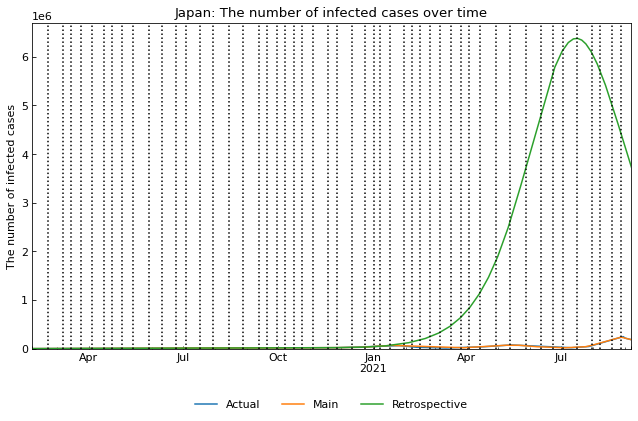 Japan: The number of infected cases over time
1e6
6
5
4
3
2
1
0
The number of infected cases
Apr Jul Oct Jan Apr Jul
2021
Actual Main Retrospective